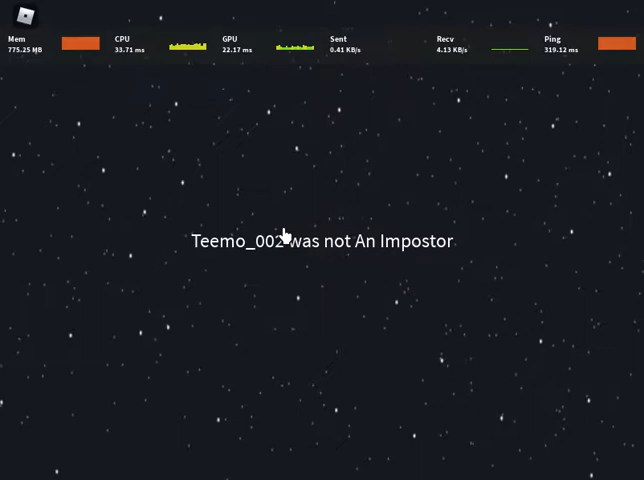 Mem CPU GPU Sent Recv Ping
775.25 MB 33.71 ms 22.17 ms 0.41 KB/s 4.13 KB/s 319.12 ms
Teemo_002 was not An Impostor